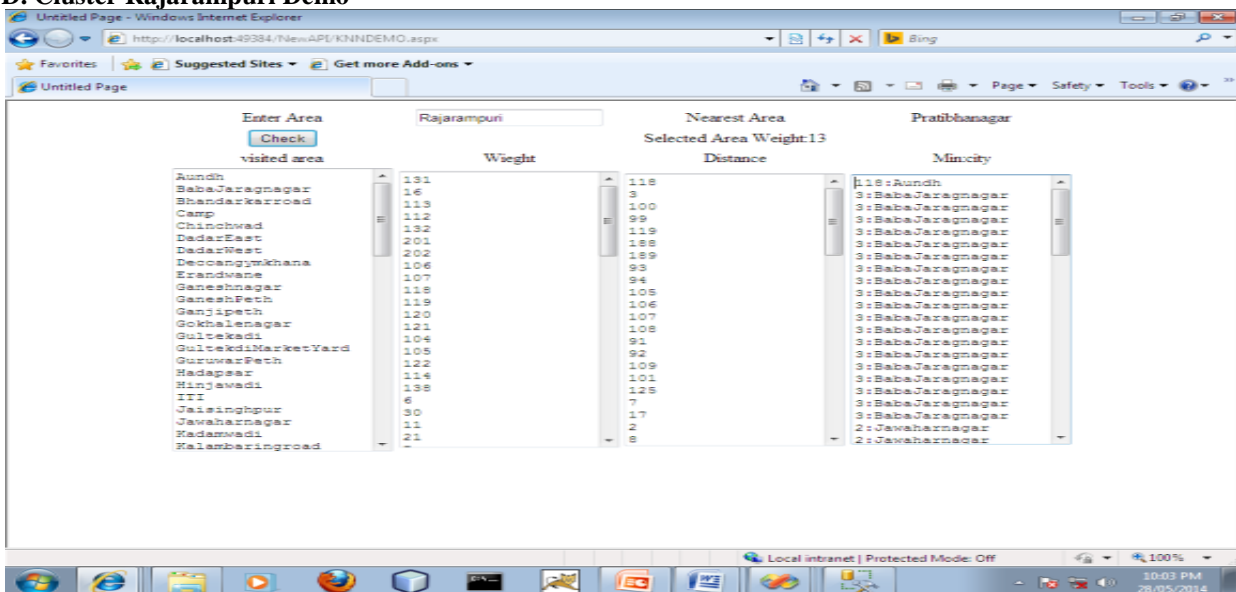 D. Cluster Rajarampuri Demo
Untitled Page - Windows Internet Explorer
http://localhost:49384/NewAPI/KNNDEMO.aspx
Bing
Favorites Suggested Sites Get more Add-ons
Untitled Page
Page Safety Tools
Enter Area Rajarampuri Nearest Area Pratibhanagar
Check Selected Area Weight:13
visited area Wieght Distance Min:city
Aundh 131 118 118:Aundh
BabaJaragnagar 16 3 3:BabaJaragnagar
Bhandarkarroad 113 100 3:BabaJaragnagar
Camp 112 99 3:BabaJaragnagar
Chinchwad 132 119 3:BabaJaragnagar
DadarEast 201 188 3:BabaJaragnagar
DadarWest 202 189 3:BabaJaragnagar
Deccangymkhana 106 93 3:BabaJaragnagar
Erandwane 107 94 3:BabaJaragnagar
Ganeshnagar 118 105 3:BabaJaragnagar
GaneshPeth 119 106 3:BabaJaragnagar
Ganjipeth 120 107 3:BabaJaragnagar
Gokhalenagar 121 108 3:BabaJaragnagar
Gultekadi 104 91 3:BabaJaragnagar
GultekdiMarketYard 105 92 3:BabaJaragnagar
GuruwarPeth 122 109 3:BabaJaragnagar
Hadapsar 114 101 3:BabaJaragnagar
Hinjawadi 138 125 3:BabaJaragnagar
ITI 6 7 3:BabaJaragnagar
Jaisinghpur 30 17 3:BabaJaragnagar
Jawaharnagar 11 2 2:Jawaharnagar
Kadamwadi 21 8 2:Jawaharnagar
Kalambaringroad
Local intranet | Protected Mode: Off 100%
10:03 PM
28/05/2014